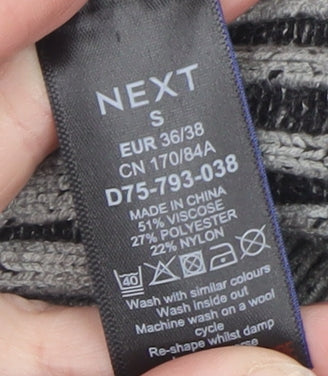 NEXT
S
EUR 36/38
CN 170/84A
D75-793-038
MADE IN CHINA
51% VISCOSE
27% POLYESTER
22% NYLON
40
Wash with similar colours
Wash inside out
Machine wash on a wool
cycle
Re-shape whilst damp